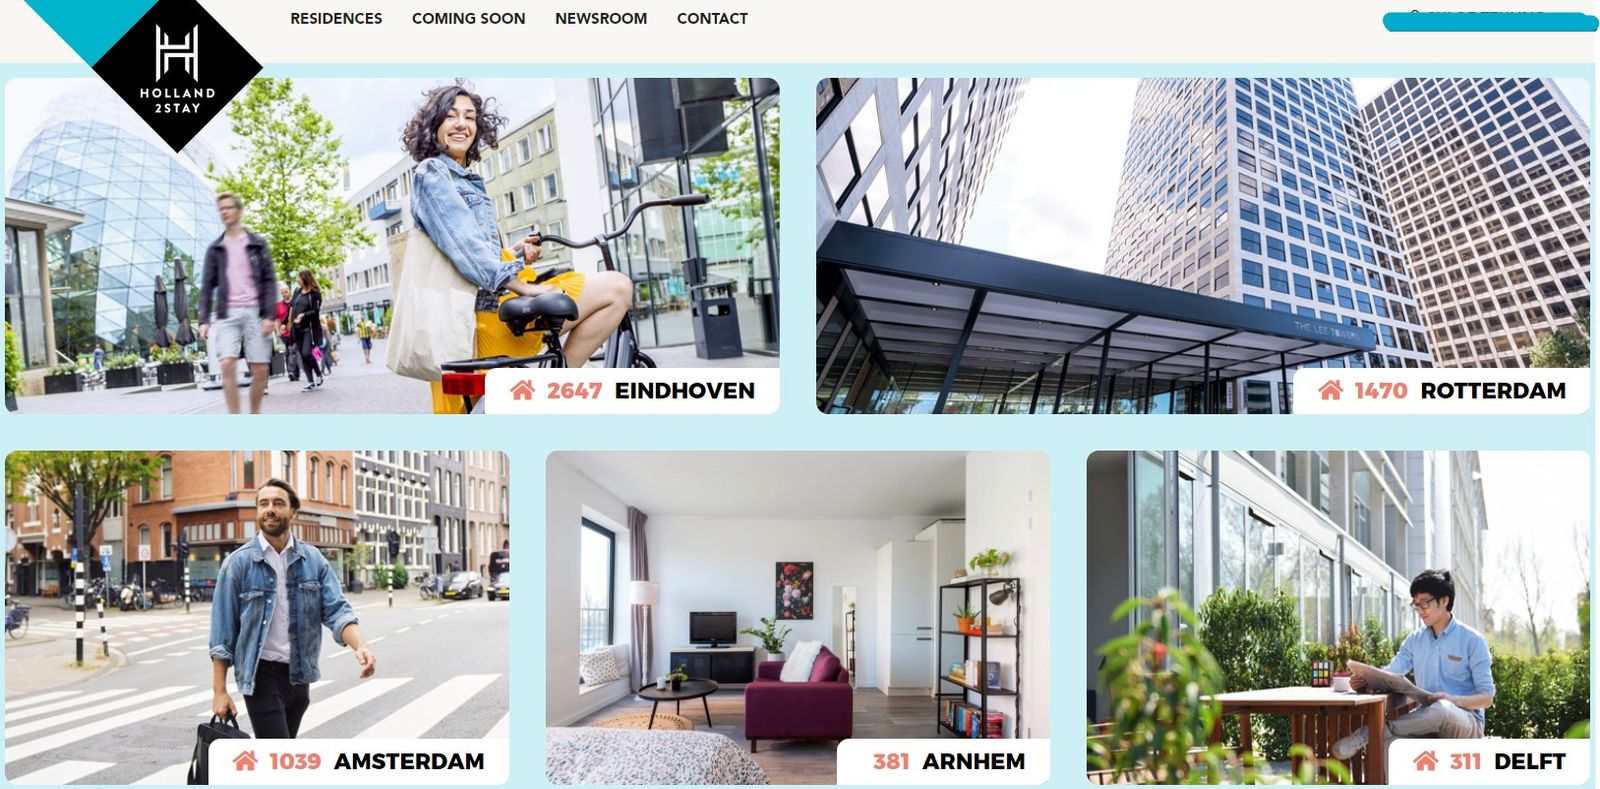 RESIDENCES COMING SOON NEWSROOM CONTACT
HOLLAND
2STAY
THE LEE TOWERS
2647 EINDHOVEN
1470 ROTTERDAM
1039 AMSTERDAM
381 ARNHEM
311 DELFT